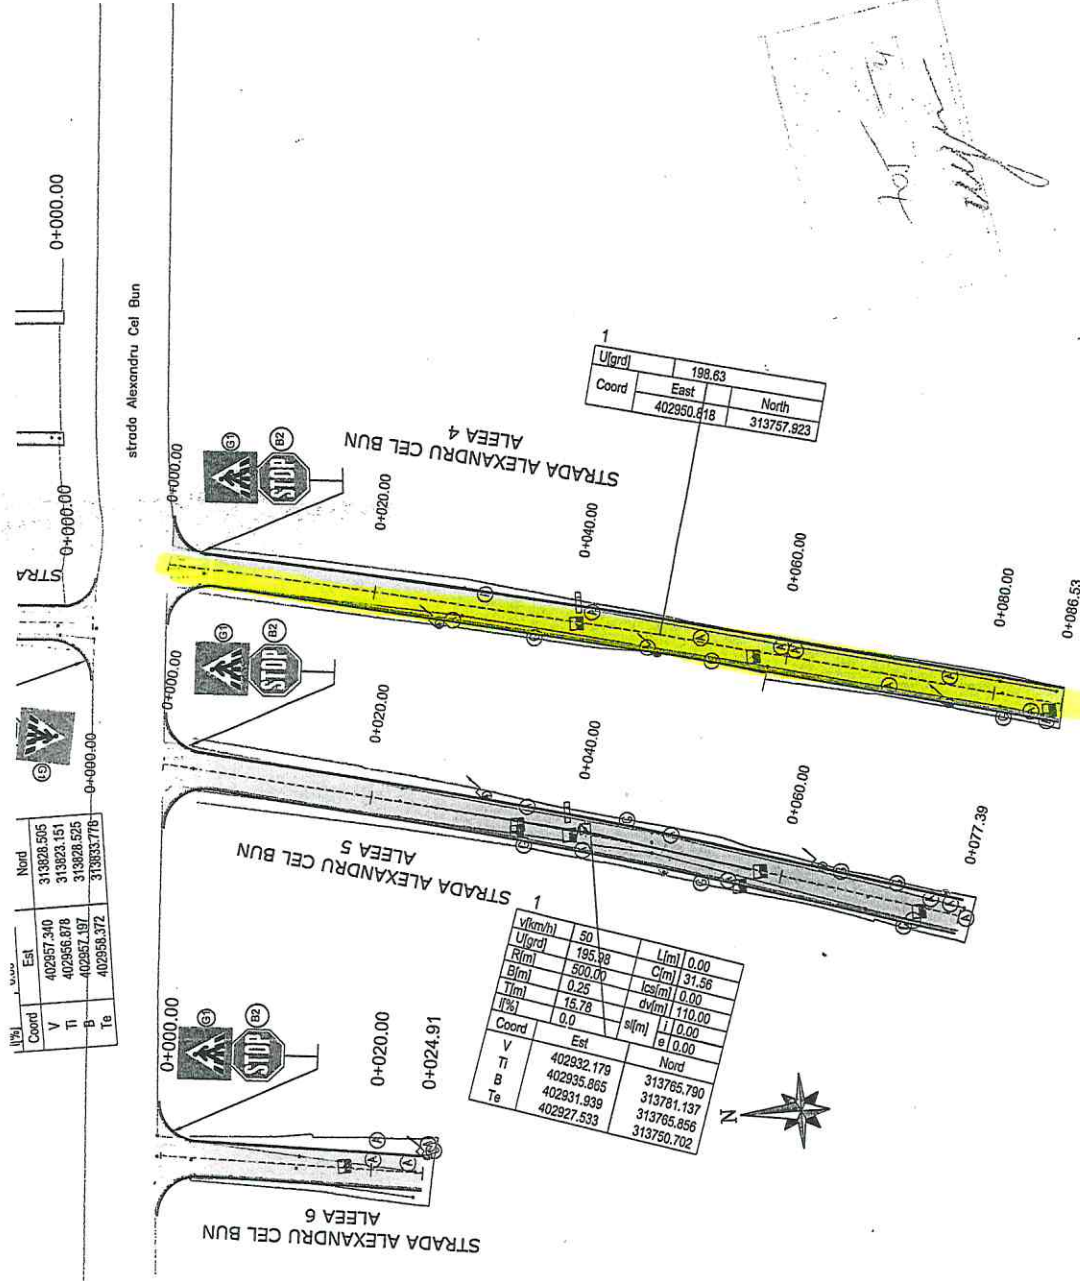 0+000.00
strada Alexandru Cel Bun
0+000.00
STRA
G1
0+000.00
I[%]
Coord Est Nord
V 402957.340 313828.505
Ti 402956.878 313823.151
B 402957.197 313828.525
Te 402958.372 313833.778
0+000.00
G1
B2
STOP
STRADA ALEXANDRU CEL BUN
ALEEA 4
0+020.00
0+040.00
0+060.00
0+080.00
0+086.53
1
U[grd] 198.63
Coord East North
402950.818 313757.923
0+000.00
G1
B2
STOP
STRADA ALEXANDRU CEL BUN
ALEEA 5
0+020.00
0+040.00
0+060.00
0+077.39
1
v[km/h] 50
U[grd] 195.98 L[m] 0.00
R[m] 500.00 C[m] 31.56
B[m] 0.25 lcs[m] 0.00
T[m] 15.78 dv[m] 110.00
i[%] 0.0 sl[m] i 0.00
e 0.00
Coord Est Nord
V 402932.179 313765.790
Ti 402935.865 313781.137
B 402931.939 313765.856
Te 402927.533 313750.702
0+000.00
G1
B2
STOP
0+020.00
0+024.91
STRADA ALEXANDRU CEL BUN
ALEEA 6
N